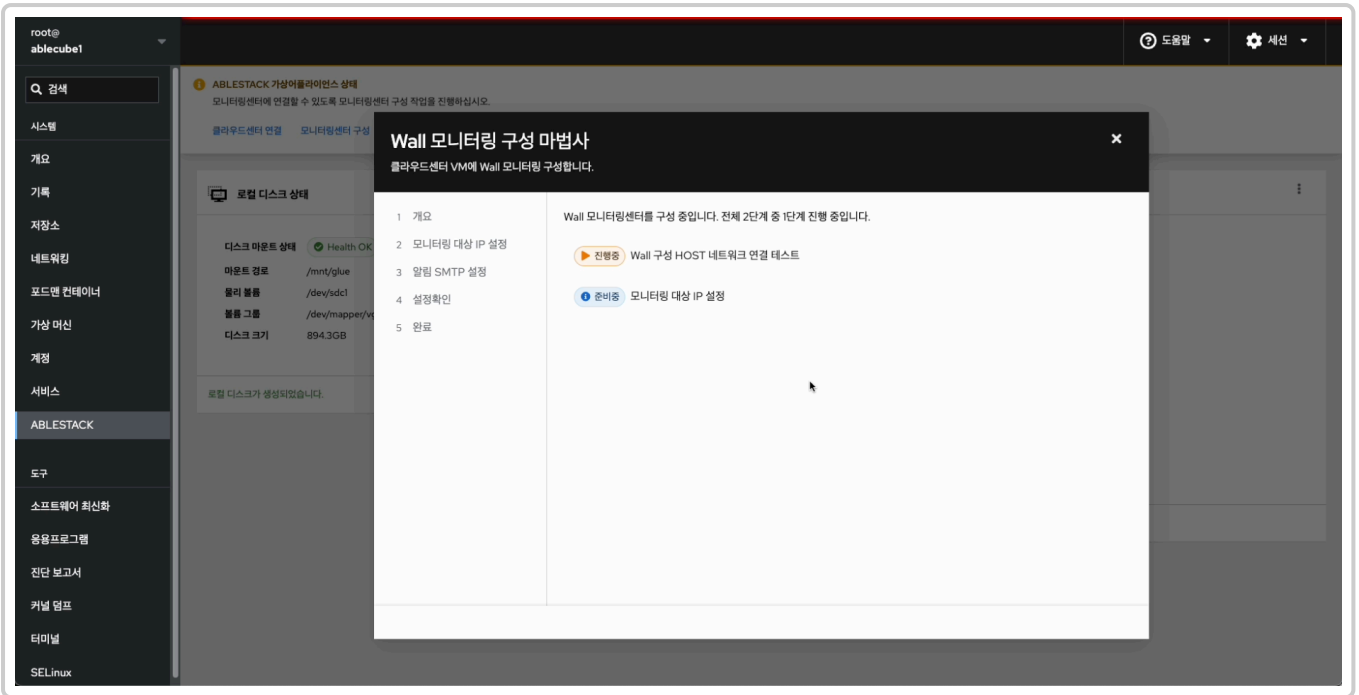 root@
ablecube1
도움말
세션
검색
시스템
개요
기록
저장소
네트워킹
포드맨 컨테이너
가상 머신
계정
서비스
ABLESTACK
도구
소프트웨어 최신화
응용프로그램
진단 보고서
커널 덤프
터미널
SELinux
ABLESTACK 가상어플라이언스 상태
모니터링센터에 연결할 수 있도록 모니터링센터 구성 작업을 진행하십시오.
클라우드센터 연결 모니터링센터 구성
로컬 디스크 상태
디스크 마운트 상태 Health OK
마운트 경로 /mnt/glue
물리 볼륨 /dev/sdc1
볼륨 그룹 /dev/mapper/vg
디스크 크기 894.3GB
로컬 디스크가 생성되었습니다.
Wall 모니터링 구성 마법사
클라우드센터 VM에 Wall 모니터링 구성합니다.
1 개요
2 모니터링 대상 IP 설정
3 알림 SMTP 설정
4 설정확인
5 완료
Wall 모니터링센터를 구성 중입니다. 전체 2단계 중 1단계 진행 중입니다.
진행중 Wall 구성 HOST 네트워크 연결 테스트
준비중 모니터링 대상 IP 설정